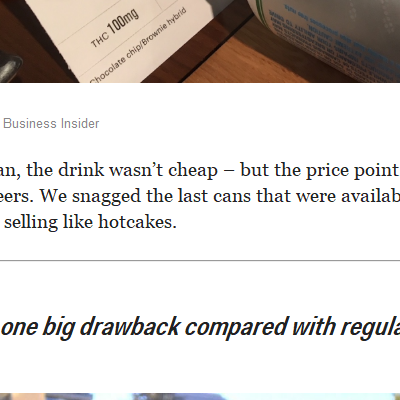 THC 100mg
Chocolate chip/Brownie hybrid
Business Insider
an, the drink wasn't cheap – but the price point
eers. We snagged the last cans that were availab
selling like hotcakes.
one big drawback compared with regula